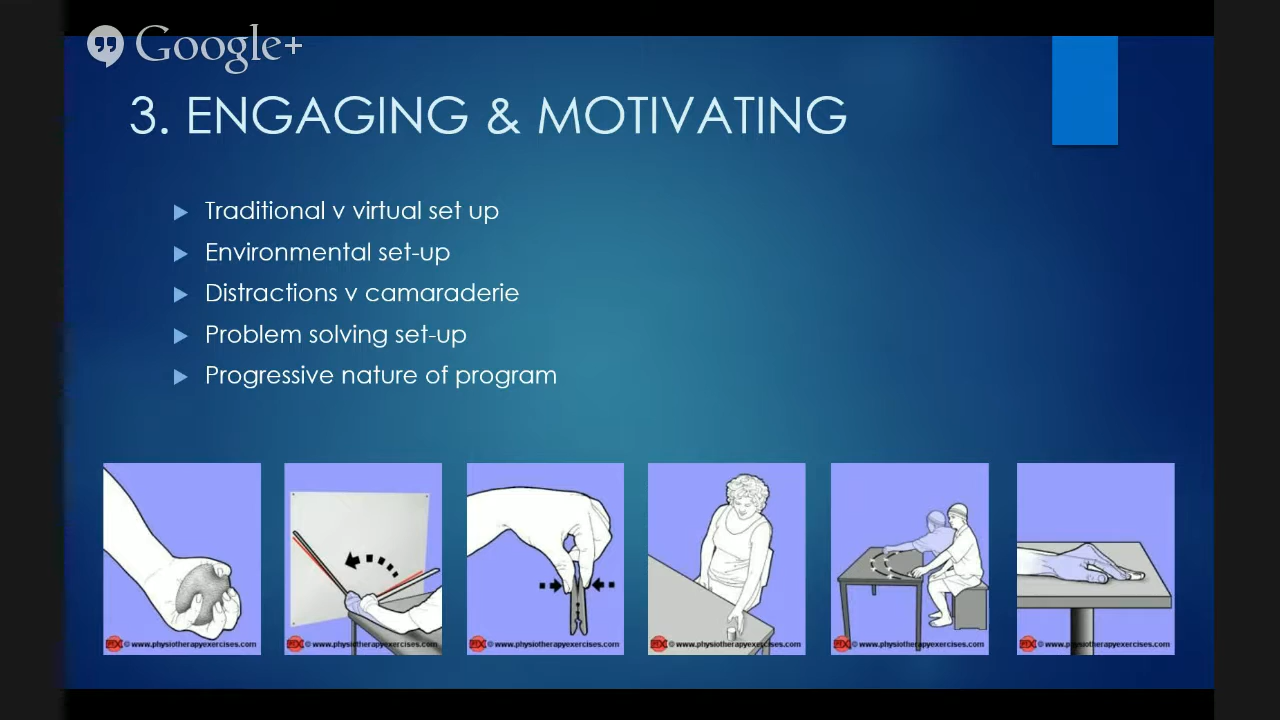 Google+
3. ENGAGING & MOTIVATING
Traditional v virtual set up
Environmental set-up
Distractions v camaraderie
Problem solving set-up
Progressive nature of program
© www.physiotherapyexercises.com
© www.physiotherapyexercises.com
© www.physiotherapyexercises.com
© www.physiotherapyexercises.com
© www.physiotherapyexercises.com
© www.physiotherapyexercises.com